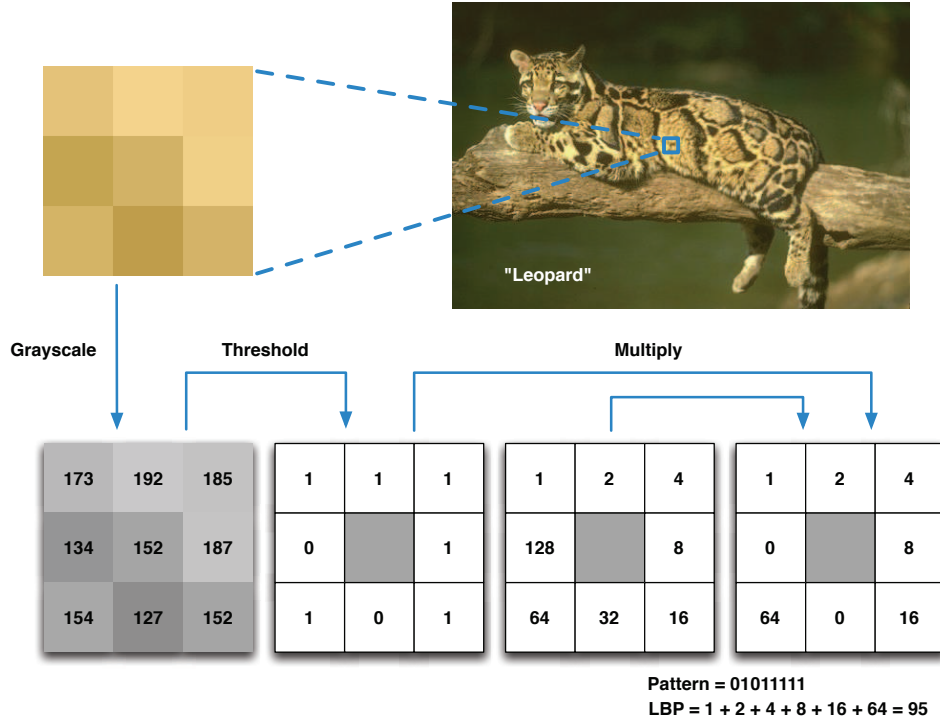 "Leopard"
Grayscale
Threshold
Multiply
173 192 185
134 152 187
154 127 152
1 1 1
0 1
1 0 1
1 2 4
128 8
64 32 16
1 2 4
0 8
64 0 16
Pattern = 01011111
LBP = 1 + 2 + 4 + 8 + 16 + 64 = 95